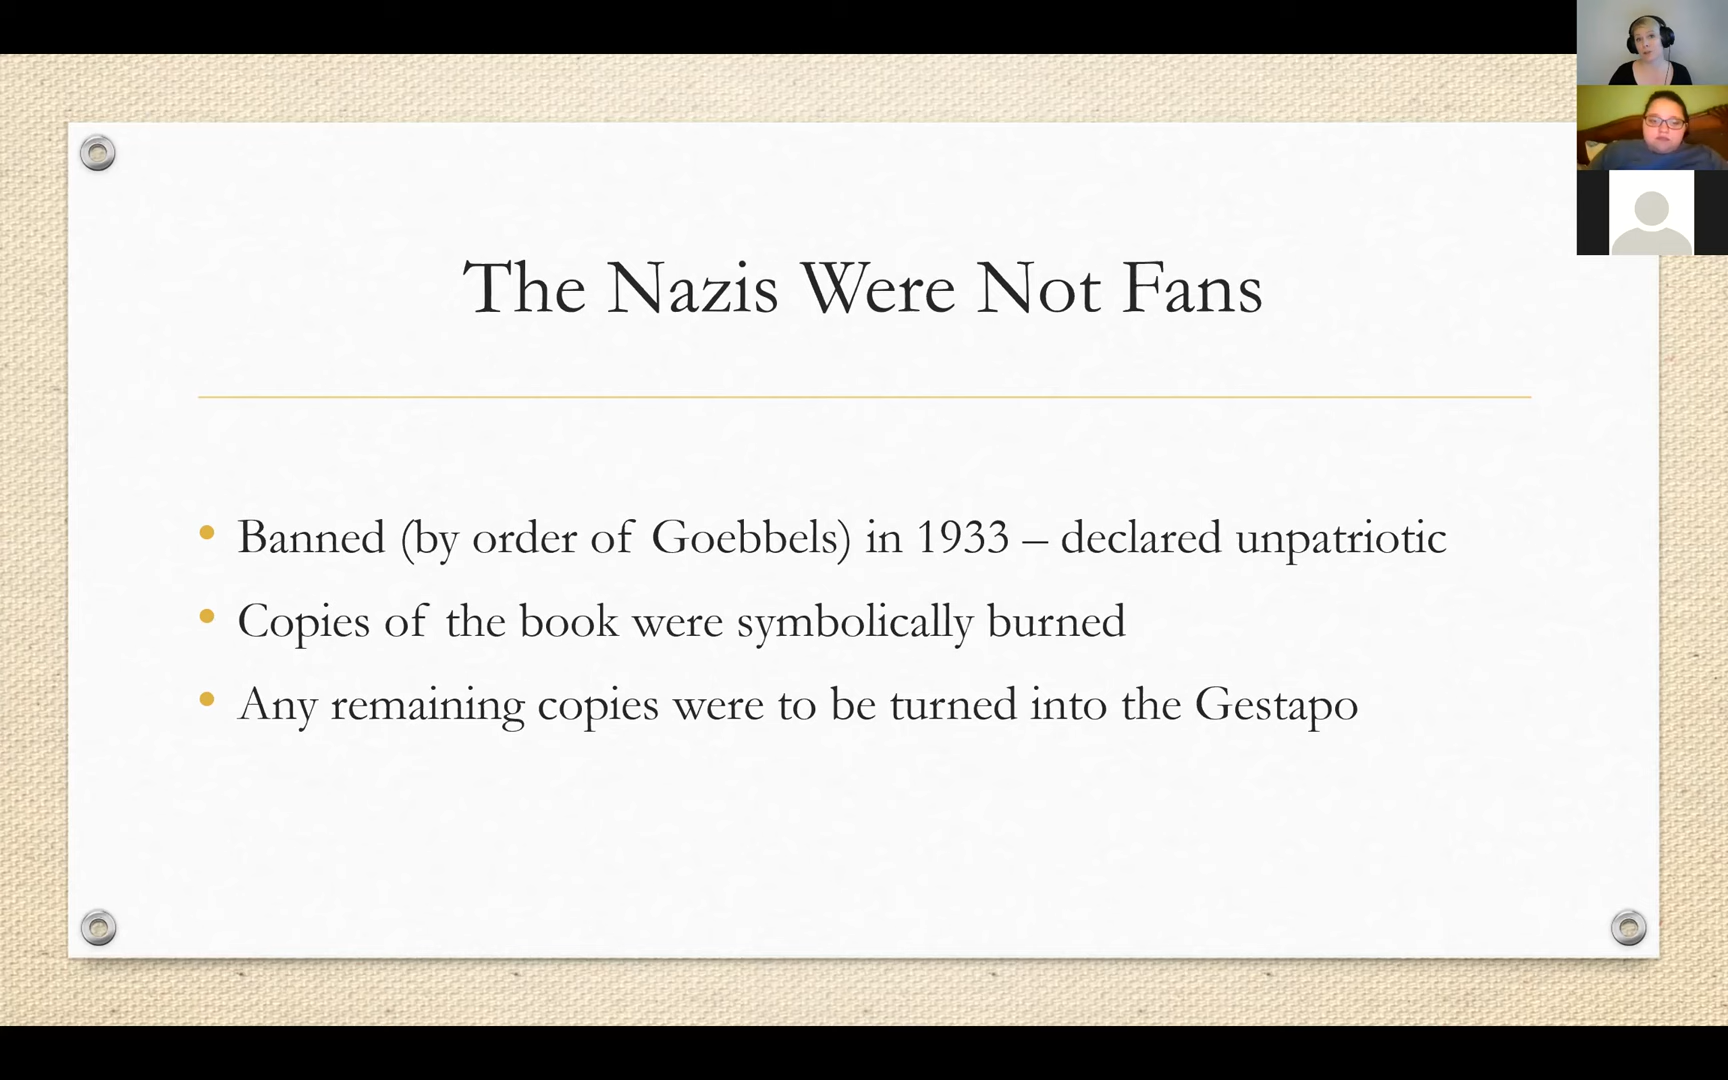 The Nazis Were Not Fans
• Banned (by order of Goebbels) in 1933 – declared unpatriotic
• Copies of the book were symbolically burned
• Any remaining copies were to be turned into the Gestapo